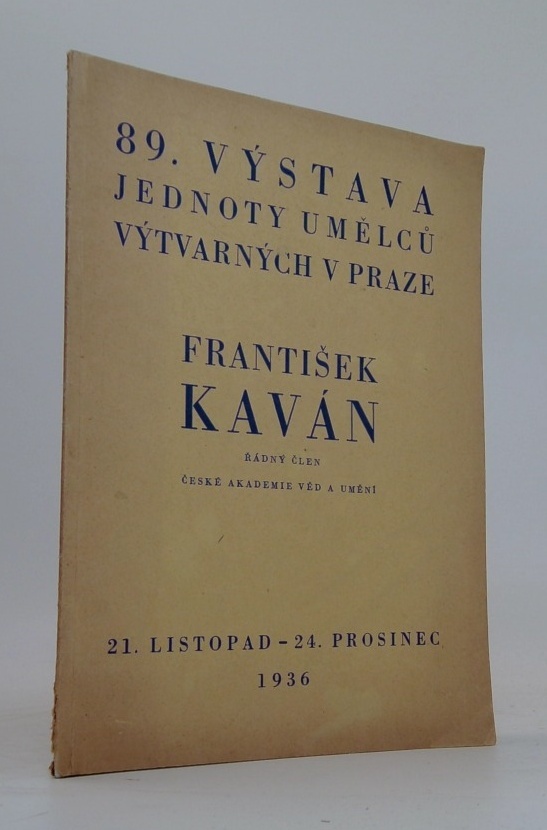 89. VÝSTAVA
JEDNOTY UMĚLCŮ
VÝTVARNÝCH V PRAZE
FRANTIŠEK
KAVÁN
ŘÁDNÝ ČLEN
ČESKÉ AKADEMIE VĚD A UMĚNÍ
21. LISTOPAD – 24. PROSINEC
1936